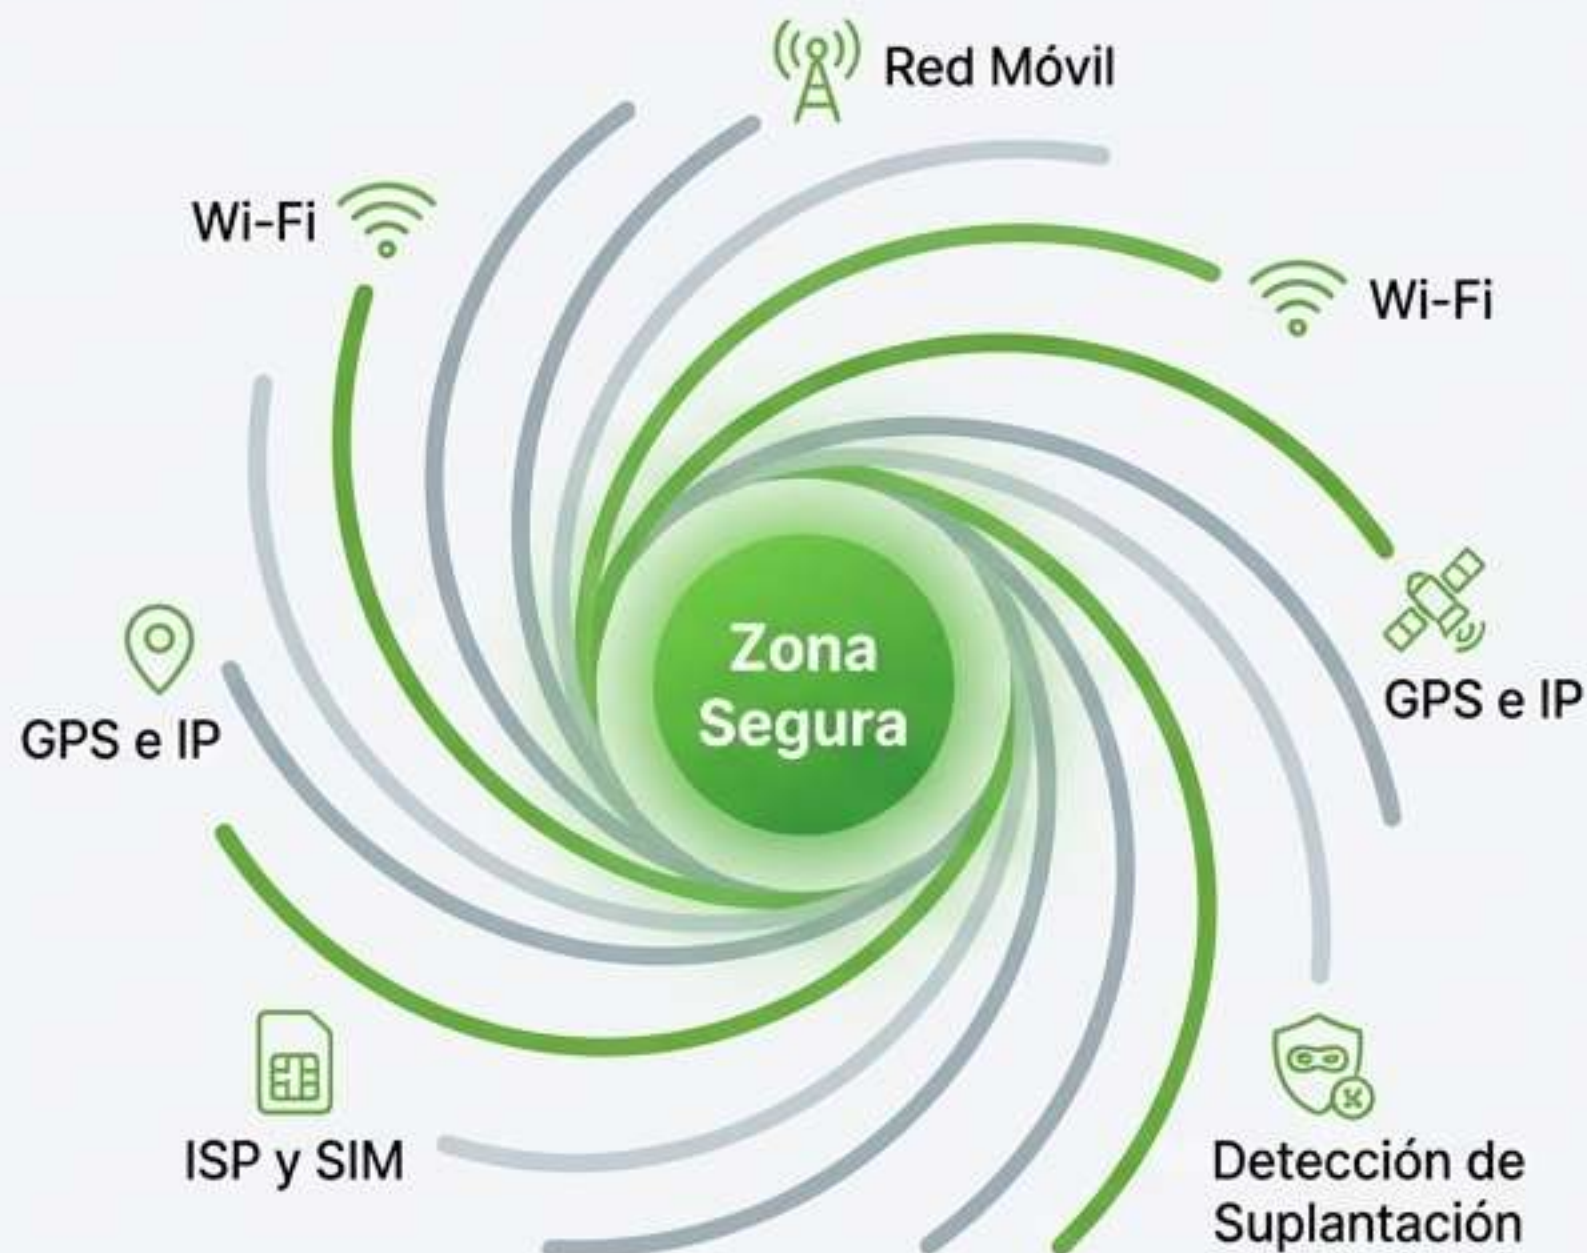 Red Móvil
Wi-Fi
Wi-Fi
Zona
Segura
GPS e IP
GPS e IP
ISP y SIM
Detección de
Suplantación